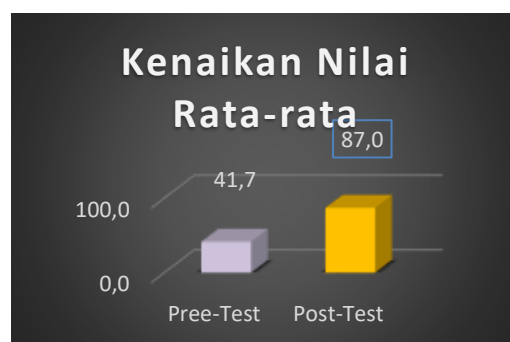 Kenaikan Nilai
Rata-rata
87,0
41,7
100,0
0,0
Pree-Test
Post-Test